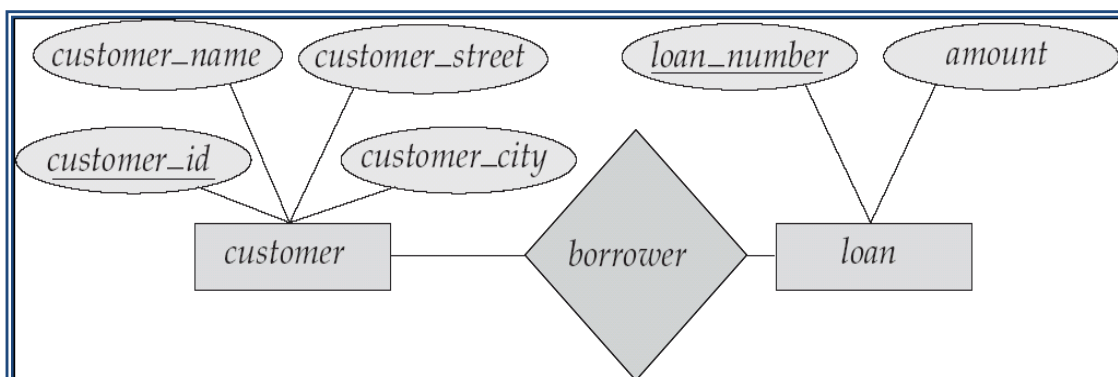 customer_name
customer_street
loan_number
amount
customer_id
customer_city
customer
borrower
loan